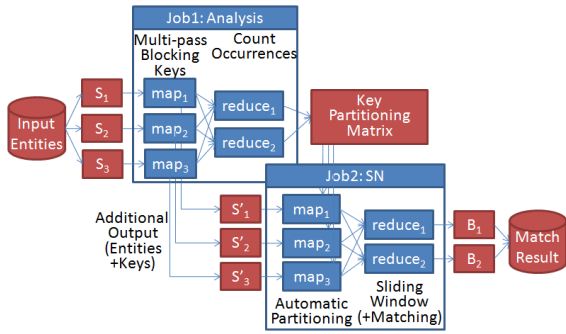 Job1: Analysis
Multi-pass
Blocking
Keys
Count
Occurrences
Input
Entities
S1
S2
S3
map1
map2
map3
reduce1
reduce2
Key
Partitioning
Matrix
Job2: SN
Additional
Output
(Entities
+Keys)
S'1
S'2
S'3
map1
map2
map3
reduce1
reduce2
B1
B2
Match
Result
Automatic
Partitioning
Sliding
Window
(+Matching)